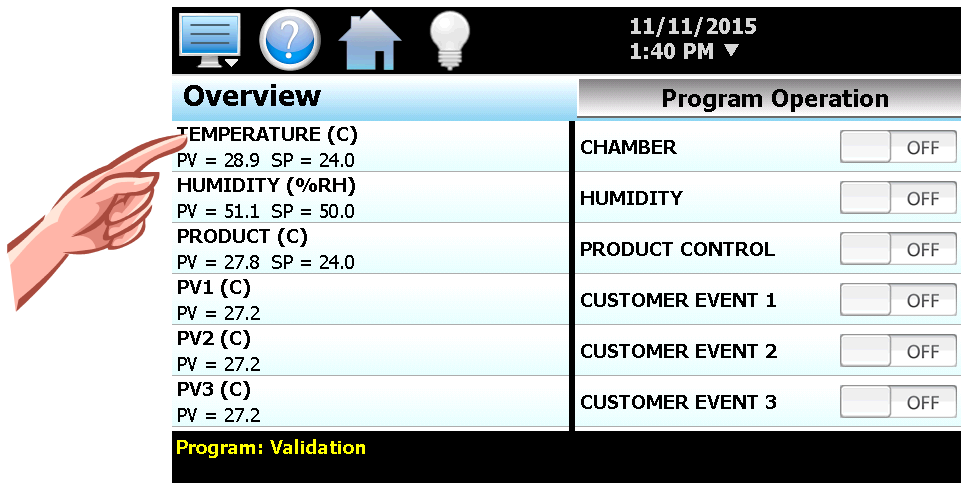 11/11/2015
1:40 PM ▼
Overview
Program Operation
TEMPERATURE (C)
PV = 28.9 SP = 24.0
HUMIDITY (%RH)
PV = 51.1 SP = 50.0
PRODUCT (C)
PV = 27.8 SP = 24.0
PV1 (C)
PV = 27.2
PV2 (C)
PV = 27.2
PV3 (C)
PV = 27.2
CHAMBER OFF
HUMIDITY OFF
PRODUCT CONTROL OFF
CUSTOMER EVENT 1 OFF
CUSTOMER EVENT 2 OFF
CUSTOMER EVENT 3 OFF
Program: Validation